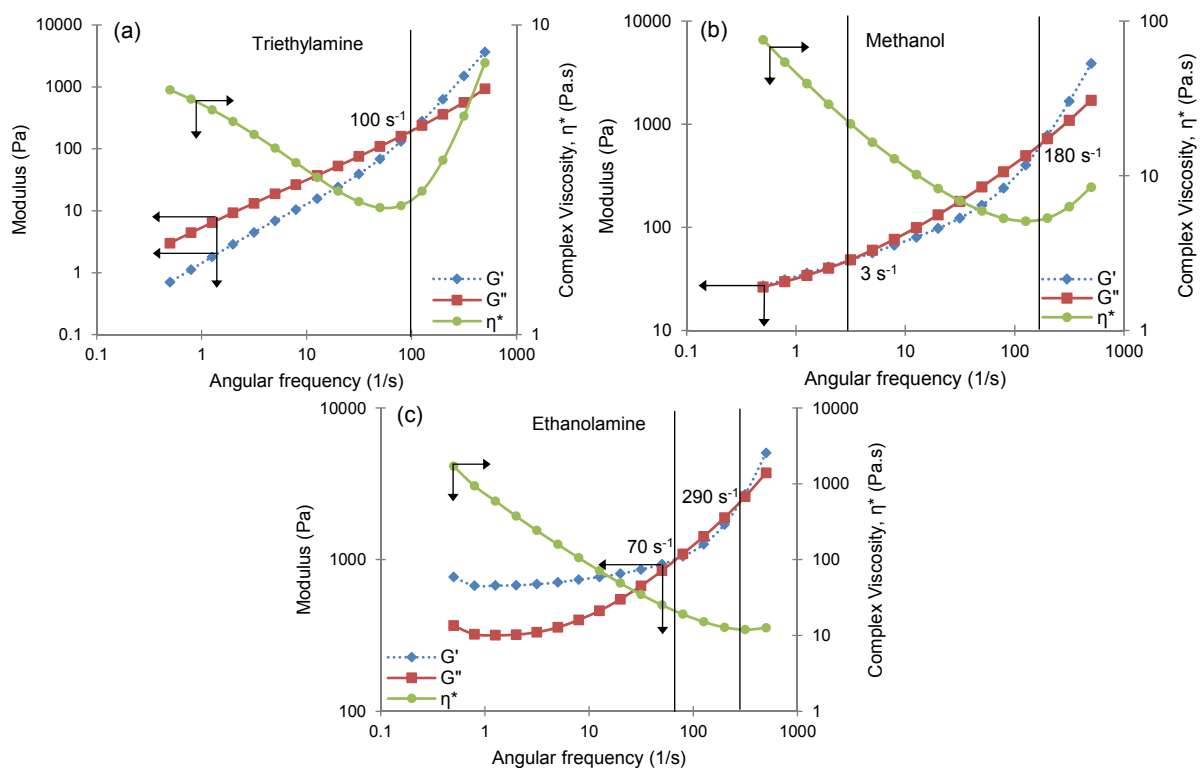 (a)
Triethylamine
100 s⁻¹
10000
1000
100
10
1
0.1
Modulus (Pa)
10
1
Complex Viscosity, η* (Pa.s)
G'
G"
η*
0.1 1 10 100 1000
Angular frequency (1/s)
(b)
Methanol
180 s⁻¹
3 s⁻¹
10000
1000
100
10
Modulus (Pa)
100
10
1
Complex Viscosity, η* (Pa.s)
G'
G"
η*
0.1 1 10 100 1000
Angular frequency (1/s)
(c)
Ethanolamine
290 s⁻¹
70 s⁻¹
10000
1000
100
Modulus (Pa)
10000
1000
100
10
1
Complex Viscosity, η* (Pa.s)
G'
G"
η*
0.1 1 10 100 1000
Angular frequency (1/s)